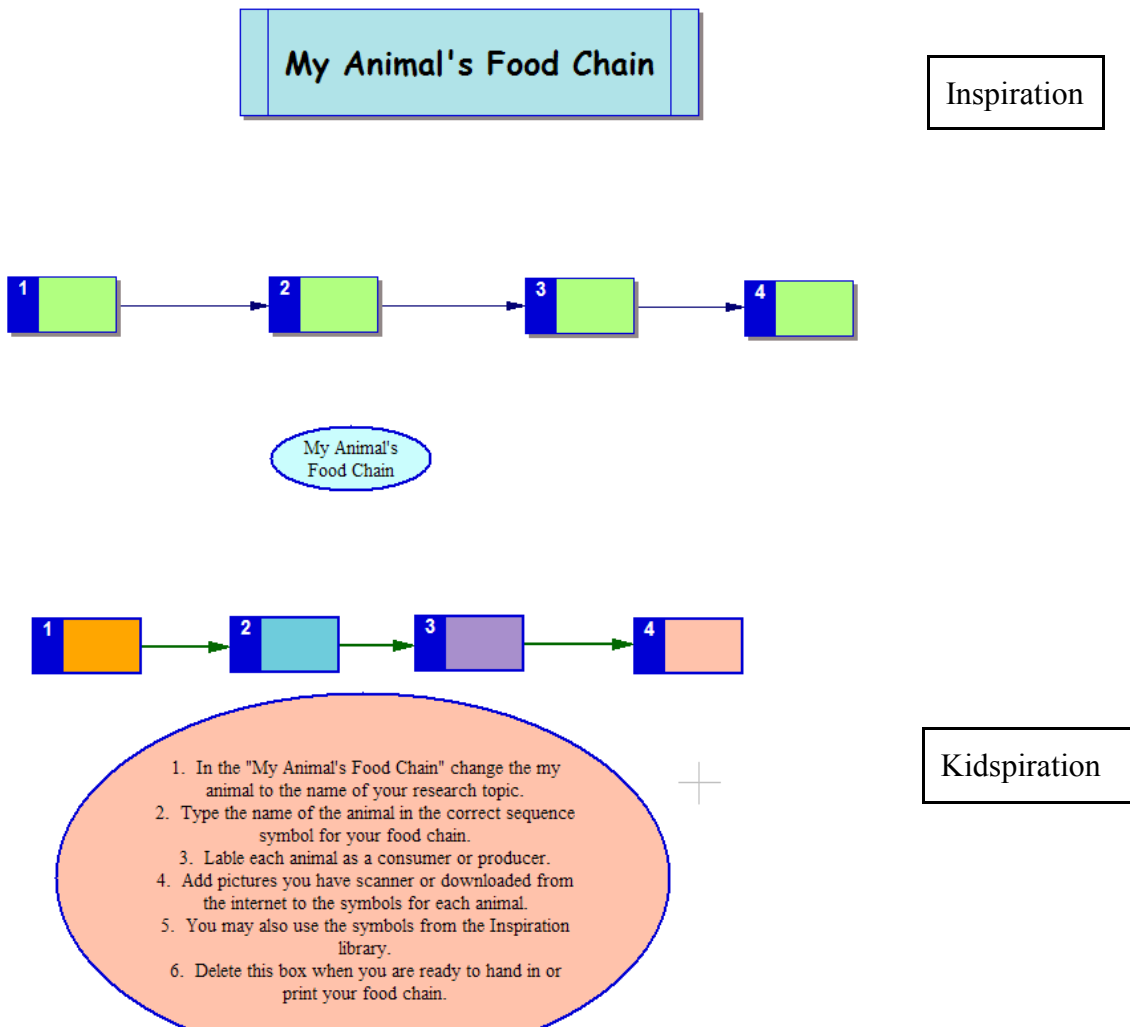 My Animal's Food Chain
Inspiration
1
2
3
4
My Animal's
Food Chain
1
2
3
4
1. In the "My Animal's Food Chain" change the my
animal to the name of your research topic.
2. Type the name of the animal in the correct sequence
symbol for your food chain.
3. Lable each animal as a consumer or producer.
4. Add pictures you have scanner or downloaded from
the internet to the symbols for each animal.
5. You may also use the symbols from the Inspiration
library.
6. Delete this box when you are ready to hand in or
print your food chain.
Kidspiration